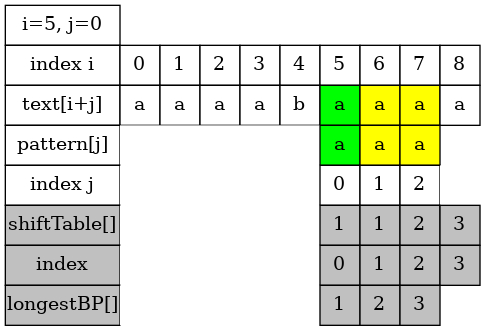 i=5, j=0
index i 0 1 2 3 4 5 6 7 8
text[i+j] a a a a b a a a a
pattern[j] a a a
index j 0 1 2
shiftTable[] 1 1 2 3
index 0 1 2 3
longestBP[] 1 2 3